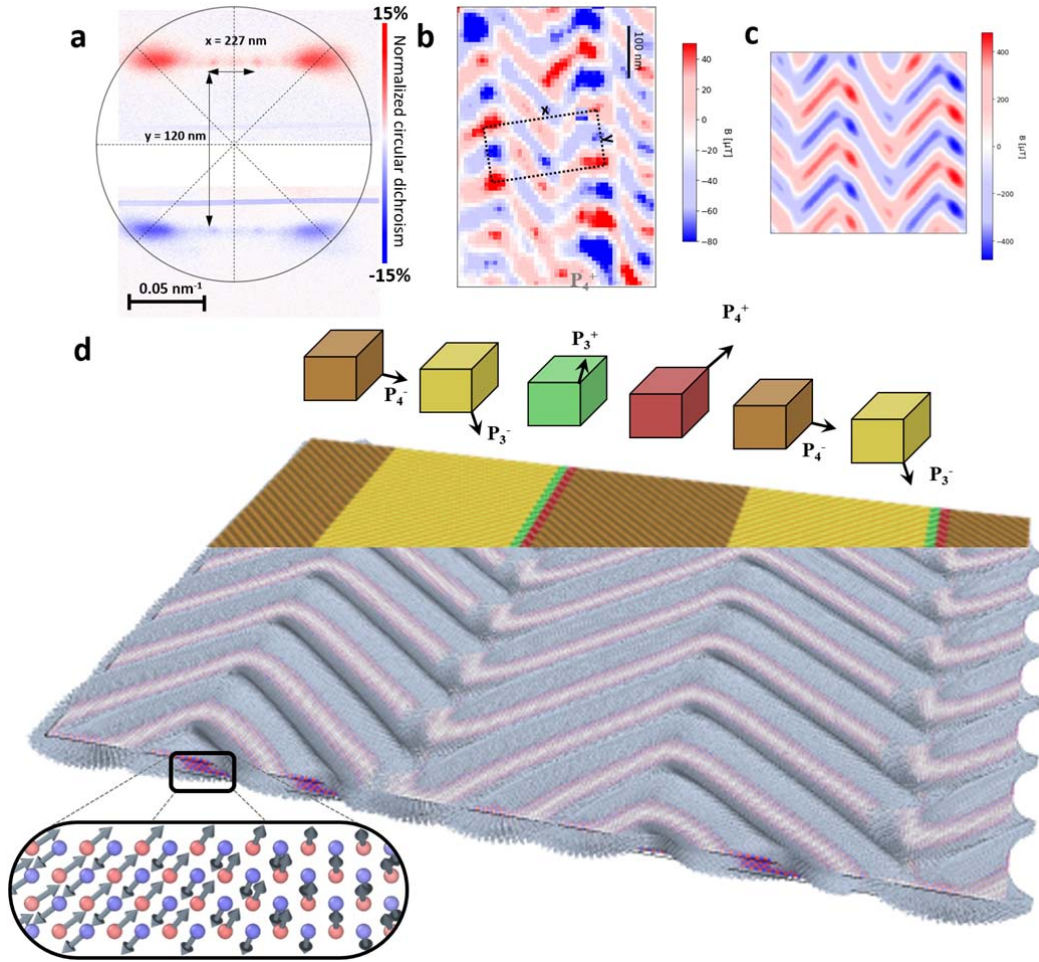 a
15%
x = 227 nm
y = 120 nm
Normalized circular dichroism
-15%
0.05 nm⁻¹
b
100 nm
x
y
P₄⁺
40
20
0
−20
−40
−60
−80
B [μT]
c
400
200
0
−200
−400
B [μT]
d
P₄⁻
P₃⁻
P₃⁺
P₄⁺
P₄⁻
P₃⁻